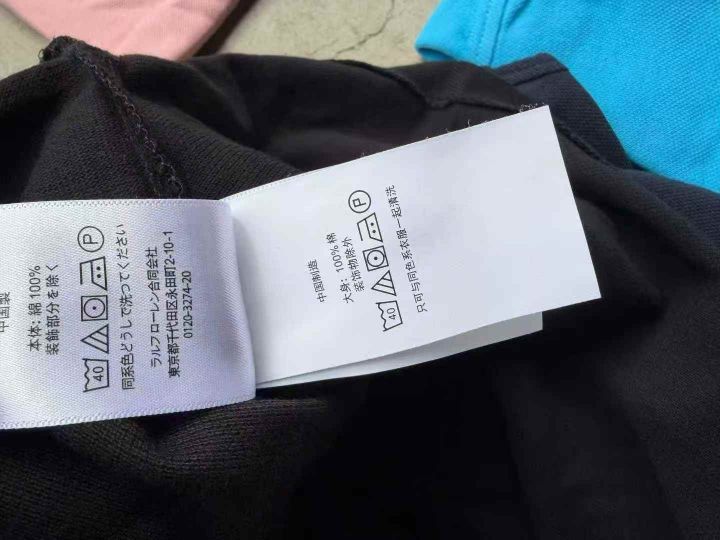 中国製
本体: 綿 100%
装飾部分を除く
40 P
同系色どうしで洗ってください
ラルフローレン合同会社
東京都千代田区永田町2-10-1
0120-3274-20
中国制造
大身: 100% 棉
装饰物除外
40 P
只可与同色系衣服一起清洗